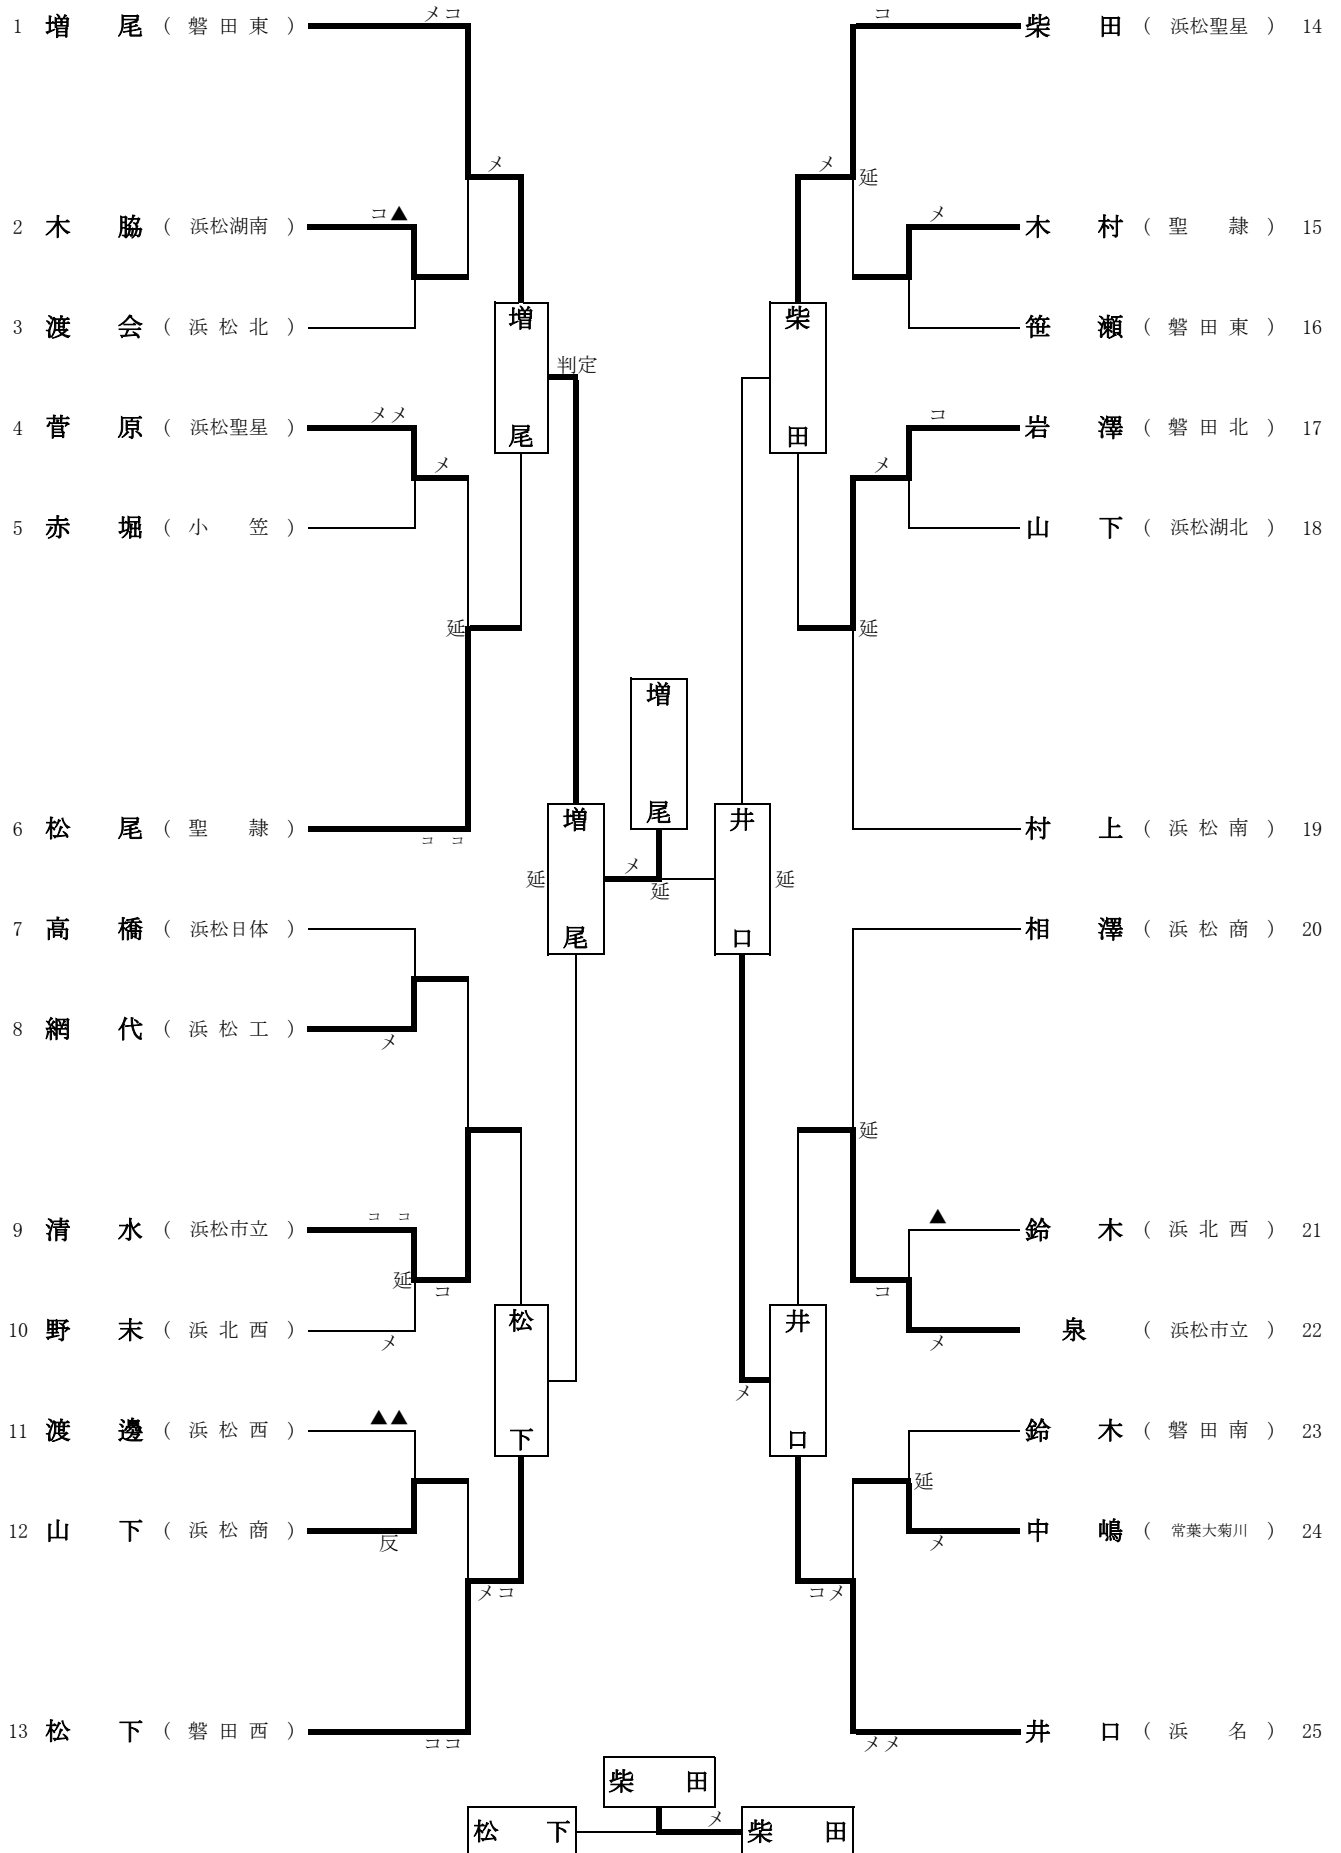 1 増 尾 ( 磐 田 東 ) メコ コ 柴 田 ( 浜松聖星 ) 14
メ メ 延
2 木 脇 ( 浜松湖南 ) コ▲ メ 木 村 ( 聖 隷 ) 15
3 渡 会 ( 浜 松 北 ) 増 尾 柴 田 笹 瀬 ( 磐 田 東 ) 16
判定
4 菅 原 ( 浜松聖星 ) メメ コ 岩 澤 ( 磐 田 北 ) 17
メ メ
5 赤 堀 ( 小 笠 ) 山 下 ( 浜松湖北 ) 18
延 延
増 尾
6 松 尾 ( 聖 隷 ) ココ 増 尾 井 口 村 上 ( 浜 松 南 ) 19
延 メ 延 延
7 高 橋 ( 浜松日体 ) 相 澤 ( 浜 松 商 ) 20
8 網 代 ( 浜 松 工 ) メ
延
9 清 水 ( 浜松市立 ) ココ ▲ 鈴 木 ( 浜 北 西 ) 21
延 コ コ
10 野 末 ( 浜 北 西 ) メ 松 下 井 口 メ 泉 ( 浜松市立 ) 22
メ
11 渡 邊 ( 浜 松 西 ) ▲▲ 鈴 木 ( 磐 田 南 ) 23
延
12 山 下 ( 浜 松 商 ) 反 メ 中 嶋 ( 常葉大菊川 ) 24
メコ コメ
13 松 下 ( 磐 田 西 ) ココ メメ 井 口 ( 浜 名 ) 25
柴 田
松 下 メ 柴 田